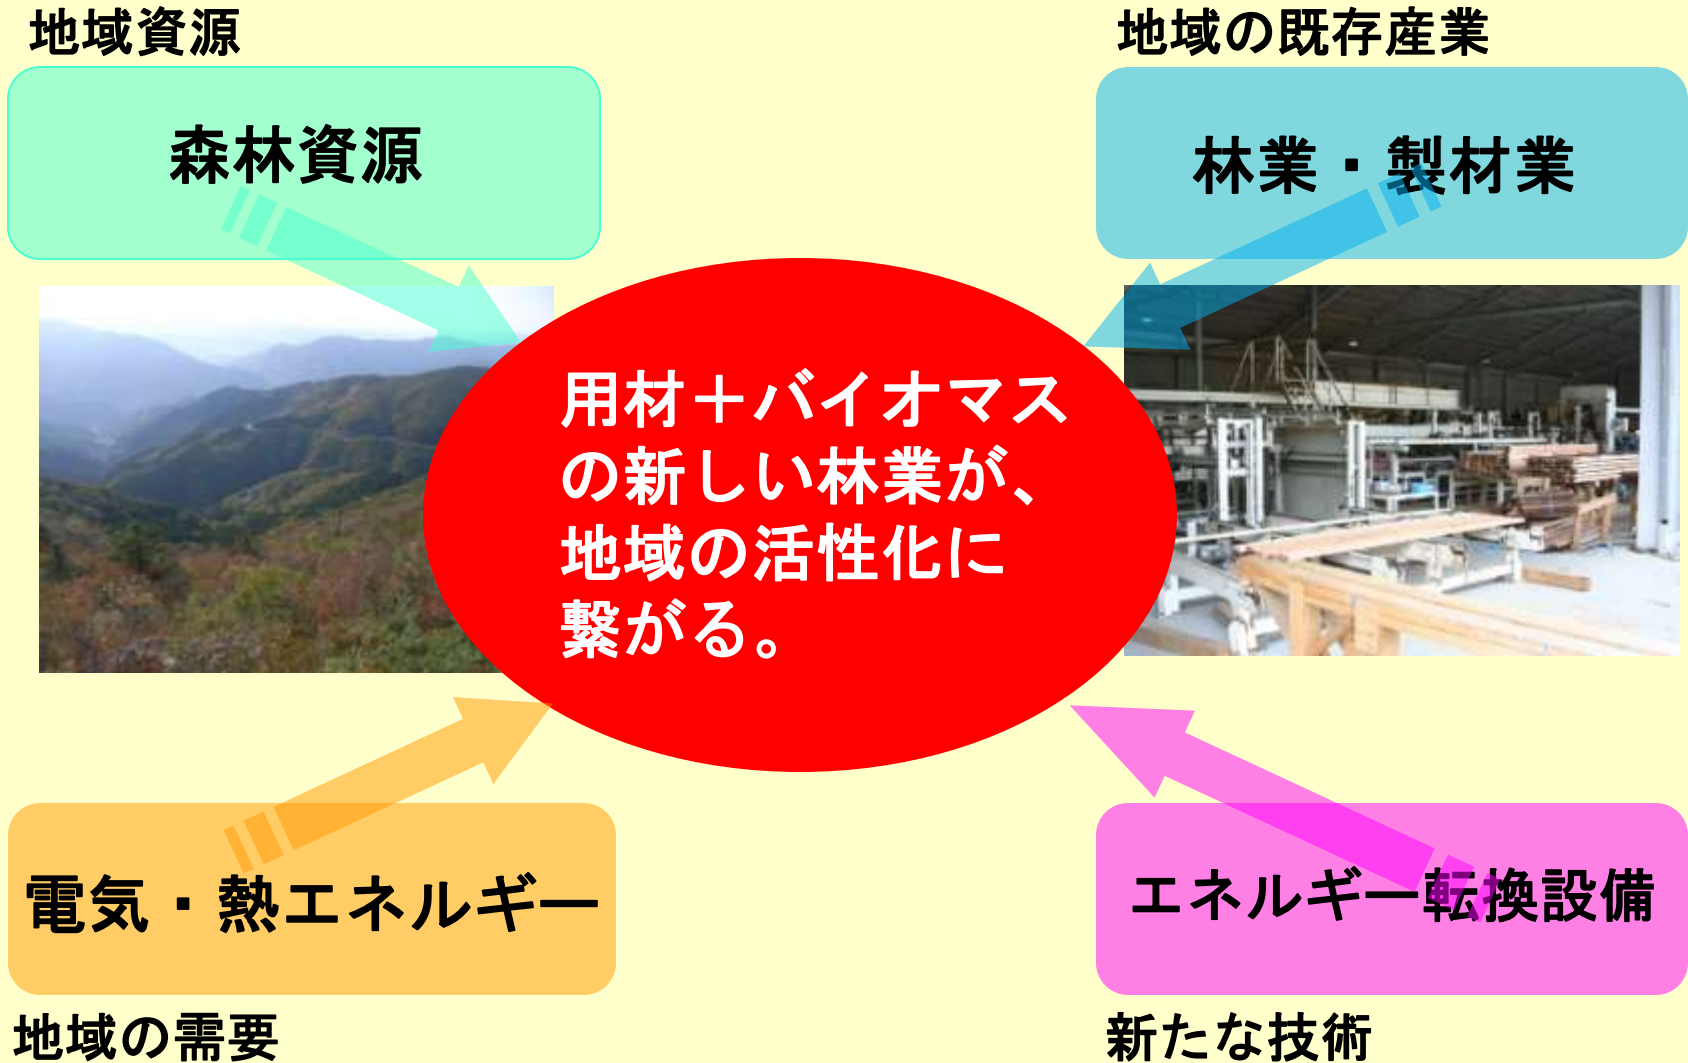 地域資源
地域の既存産業
森林資源
林業・製材業
用材＋バイオマス
の新しい林業が、
地域の活性化に
繋がる。
電気・熱エネルギー
エネルギー転換設備
地域の需要
新たな技術